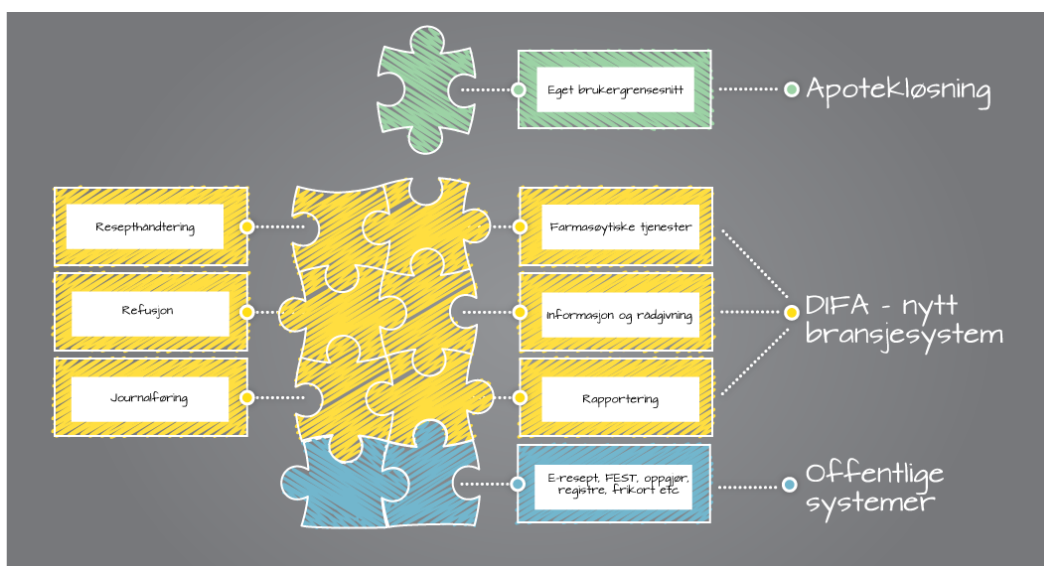 Eget brukergrensesnitt
Apotekløsning
Resepthåndtering
Farmasøytiske tjenester
Refusjon
Informasjon og rådgivning
DIFA - nytt
bransjesystem
Journalføring
Rapportering
E-resept, FEST, oppgjør,
registre, frikort etc
Offentlige
systemer